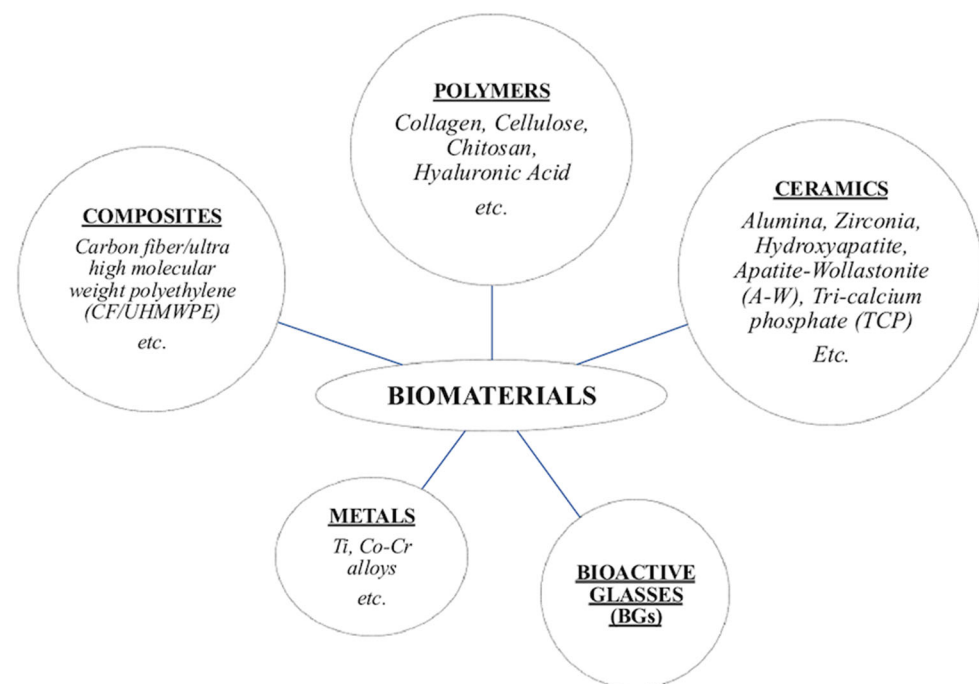 POLYMERS
Collagen, Cellulose,
Chitosan,
Hyaluronic Acid
etc.
COMPOSITES
Carbon fiber/ultra
high molecular
weight polyethylene
(CF/UHMWPE)
etc.
CERAMICS
Alumina, Zirconia,
Hydroxyapatite,
Apatite-Wollastonite
(A-W), Tri-calcium
phosphate (TCP)
Etc.
BIOMATERIALS
METALS
Ti, Co-Cr
alloys
etc.
BIOACTIVE
GLASSES
(BGs)